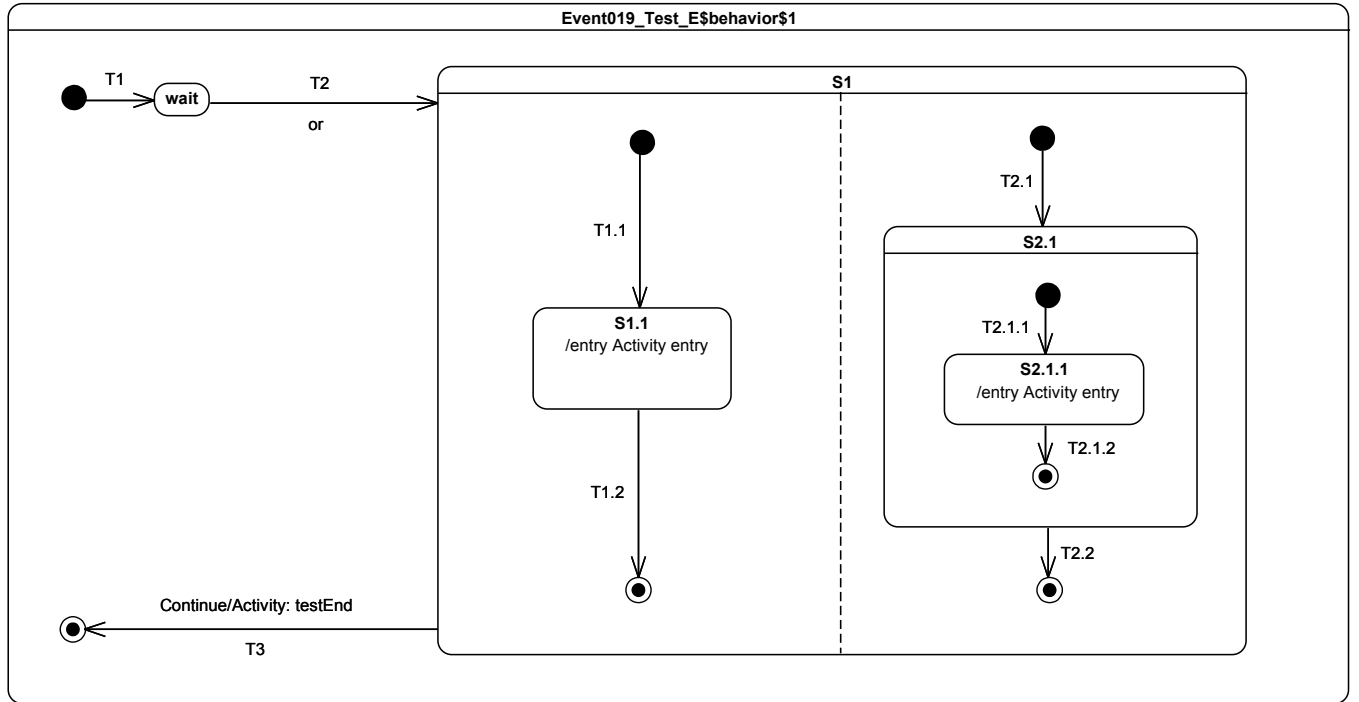 Event019_Test_E$behavior$1
T1
wait
T2
or
S1
T1.1
S1.1
/entry Activity entry
T1.2
T2.1
S2.1
T2.1.1
S2.1.1
/entry Activity entry
T2.1.2
T2.2
Continue/Activity: testEnd
T3